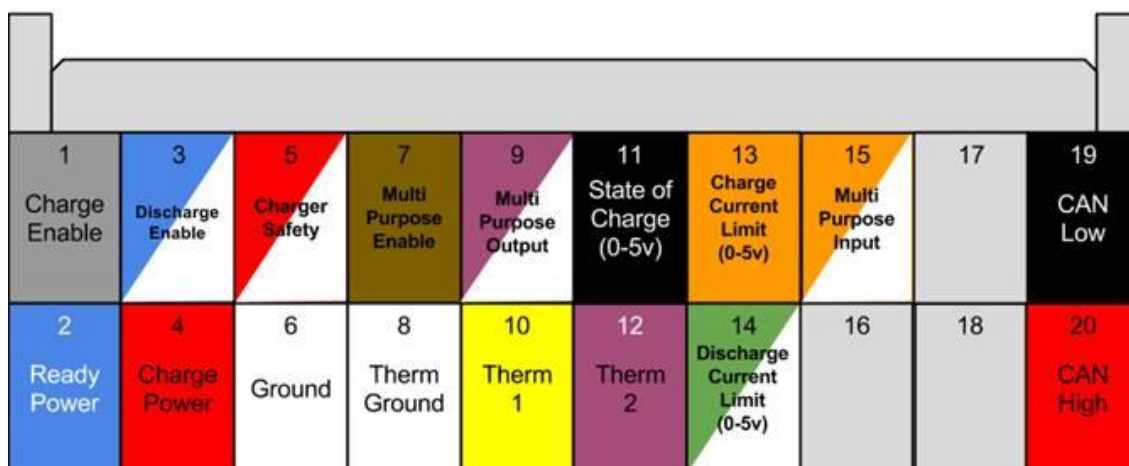 1
Charge
Enable
3
Discharge
Enable
5
Charger
Safety
7
Multi
Purpose
Enable
9
Multi
Purpose
Output
11
State of
Charge
(0-5v)
13
Charge
Current
Limit
(0-5v)
15
Multi
Purpose
Input
17
19
CAN
Low
2
Ready
Power
4
Charge
Power
6
Ground
8
Therm
Ground
10
Therm
1
12
Therm
2
14
Discharge
Current
Limit
(0-5v)
16
18
20
CAN
High